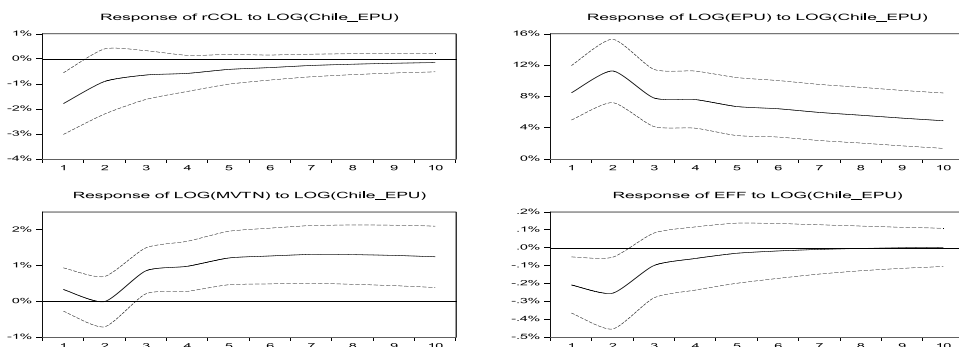 Response of rCOL to LOG(Chile_EPU)
1%
0%
-1%
-2%
-3%
-4%
1 2 3 4 5 6 7 8 9 10
Response of LOG(EPU) to LOG(Chile_EPU)
16%
12%
8%
4%
0%
1 2 3 4 5 6 7 8 9 10
Response of LOG(MVTN) to LOG(Chile_EPU)
2%
1%
0%
-1%
1 2 3 4 5 6 7 8 9 10
Response of EFF to LOG(Chile_EPU)
.2%
.1%
.0%
-.1%
-.2%
-.3%
-.4%
-.5%
1 2 3 4 5 6 7 8 9 10